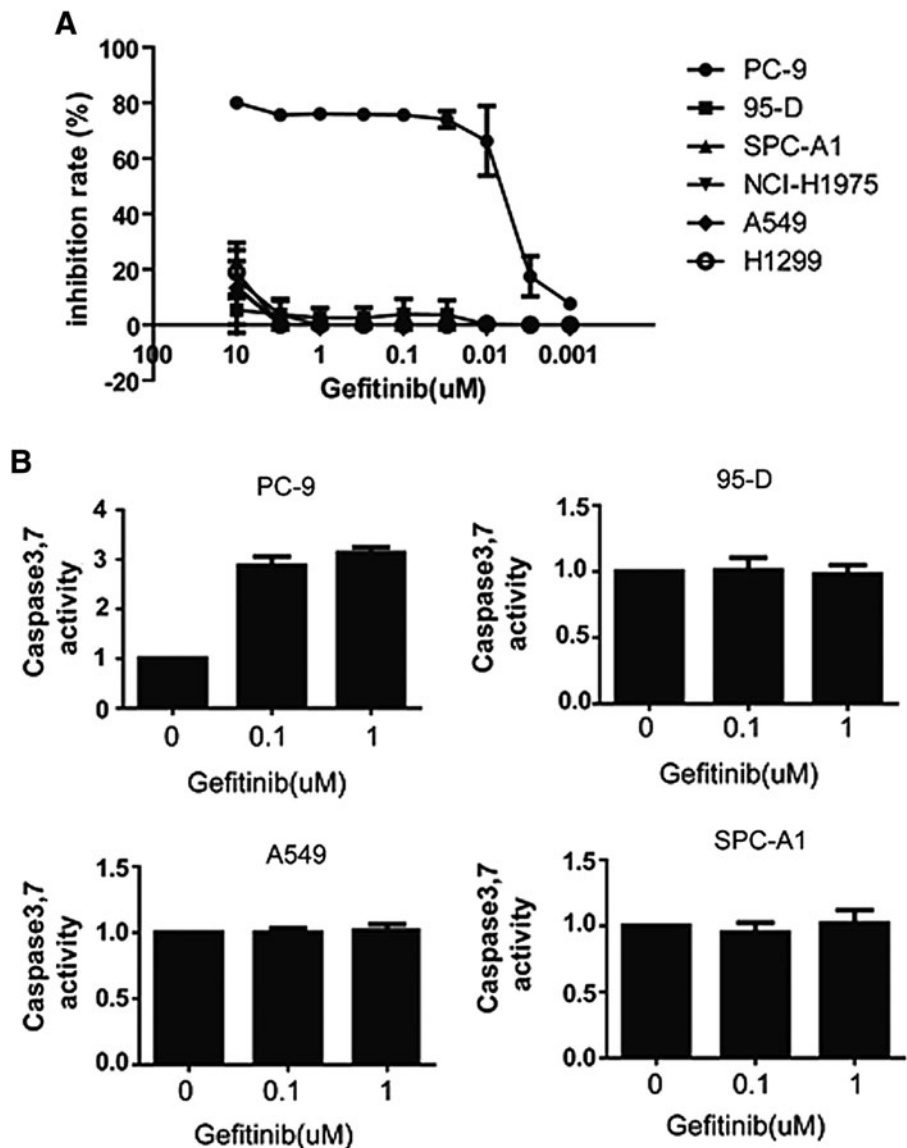 A
100
80
60
40
20
0
-20
inhibition rate (%)
100 10 1 0.1 0.01 0.001
Gefitinib(uM)
PC-9
95-D
SPC-A1
NCI-H1975
A549
H1299
B
PC-9
Caspase3,7
activity
4
3
2
1
0
0 0.1 1
Gefitinib(uM)
95-D
Caspase3,7
activity
1.5
1.0
0.5
0.0
0 0.1 1
Gefitinib(uM)
A549
Caspase3,7
activity
1.5
1.0
0.5
0.0
0 0.1 1
Gefitinib(uM)
SPC-A1
Caspase3,7
activity
1.5
1.0
0.5
0.0
0 0.1 1
Gefitinib(uM)